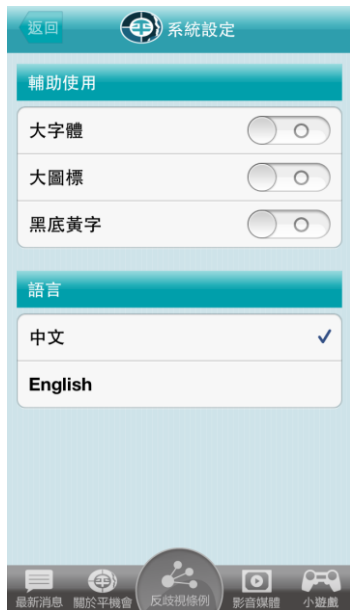 返回
系統設定
輔助使用
大字體
大圖標
黑底黃字
語言
中文
English
最新消息
關於平機會
反歧視條例
影音媒體
小遊戲